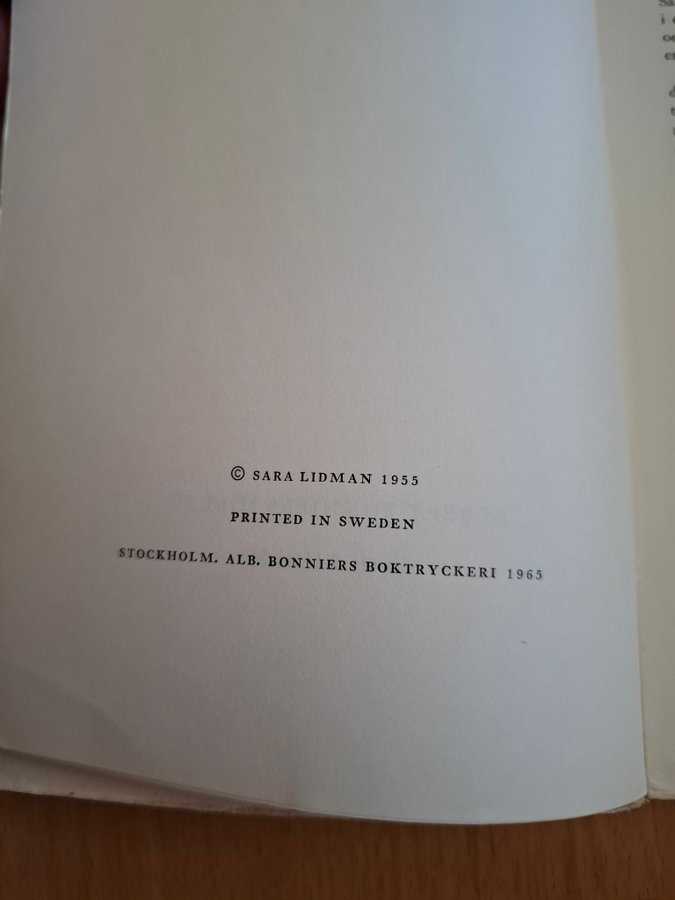 © SARA LIDMAN 1955
PRINTED IN SWEDEN
STOCKHOLM. ALB. BONNIERS BOKTRYCKERI 1965